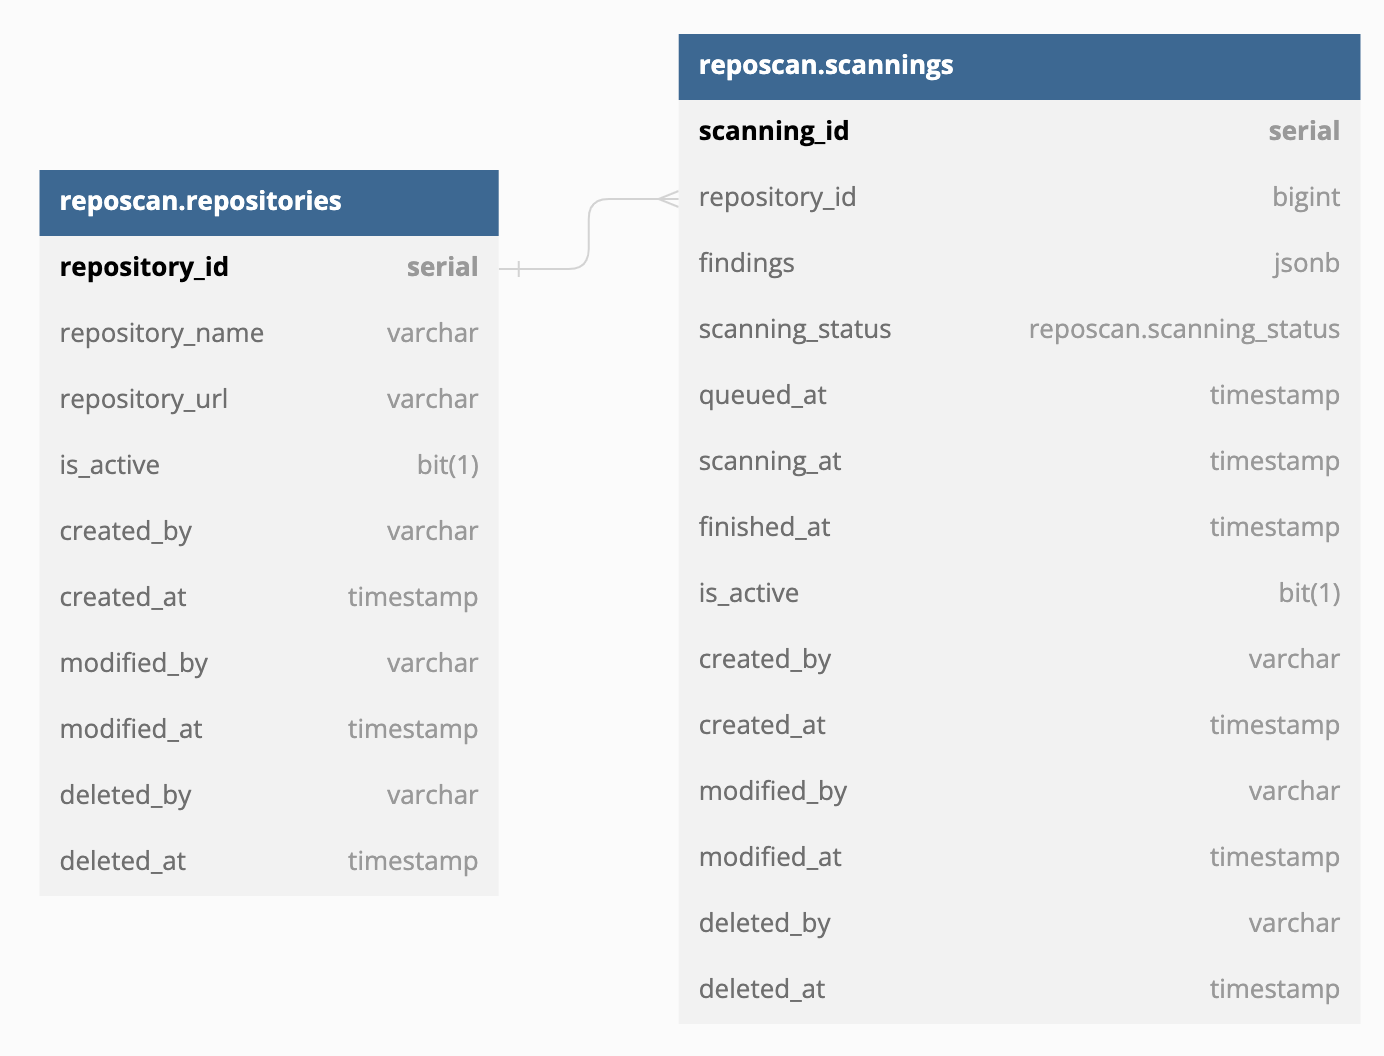 reposcan.repositories
repository_id serial
repository_name varchar
repository_url varchar
is_active bit(1)
created_by varchar
created_at timestamp
modified_by varchar
modified_at timestamp
deleted_by varchar
deleted_at timestamp
reposcan.scannings
scanning_id serial
repository_id bigint
findings jsonb
scanning_status reposcan.scanning_status
queued_at timestamp
scanning_at timestamp
finished_at timestamp
is_active bit(1)
created_by varchar
created_at timestamp
modified_by varchar
modified_at timestamp
deleted_by varchar
deleted_at timestamp